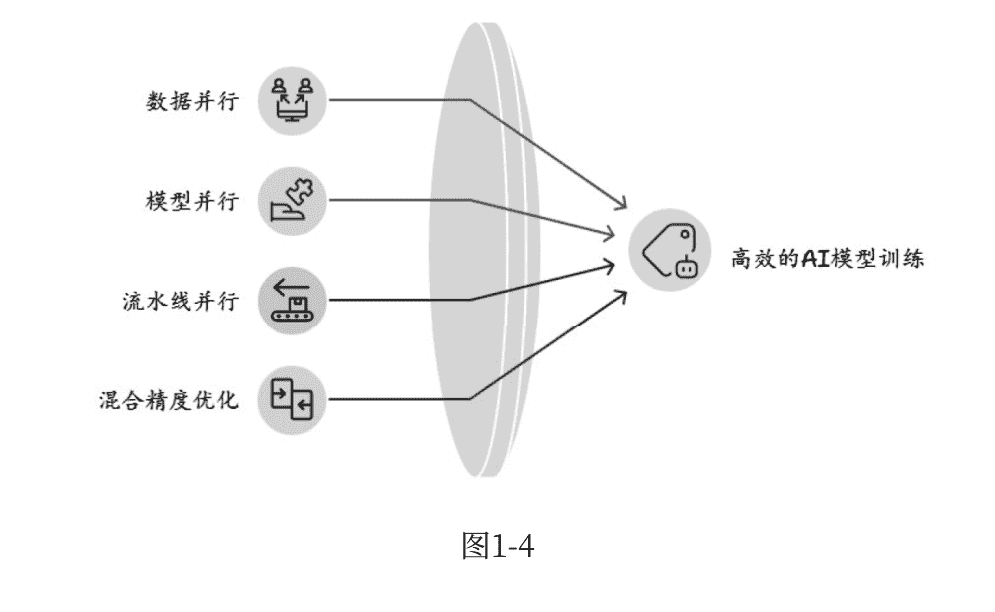 数据并行
模型并行
流水线并行
混合精度优化
高效的AI模型训练
图1-4